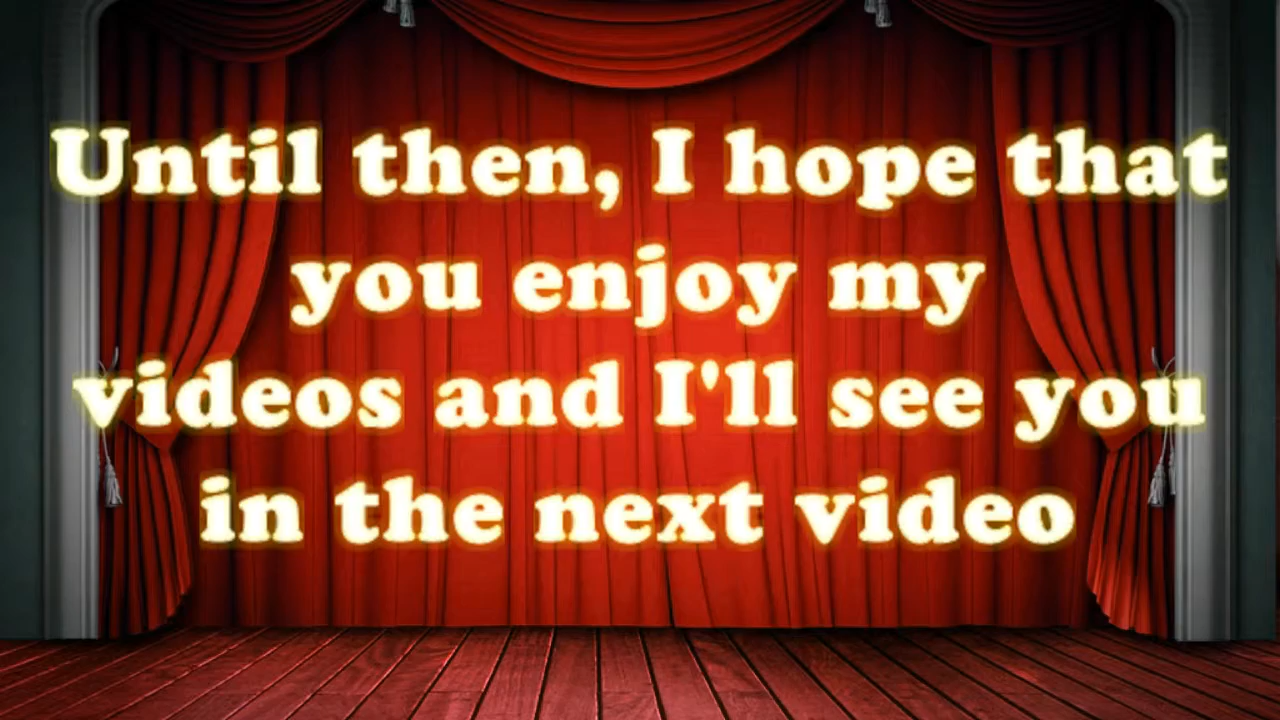 Until then, I hope that
you enjoy my
videos and I'll see you
in the next video